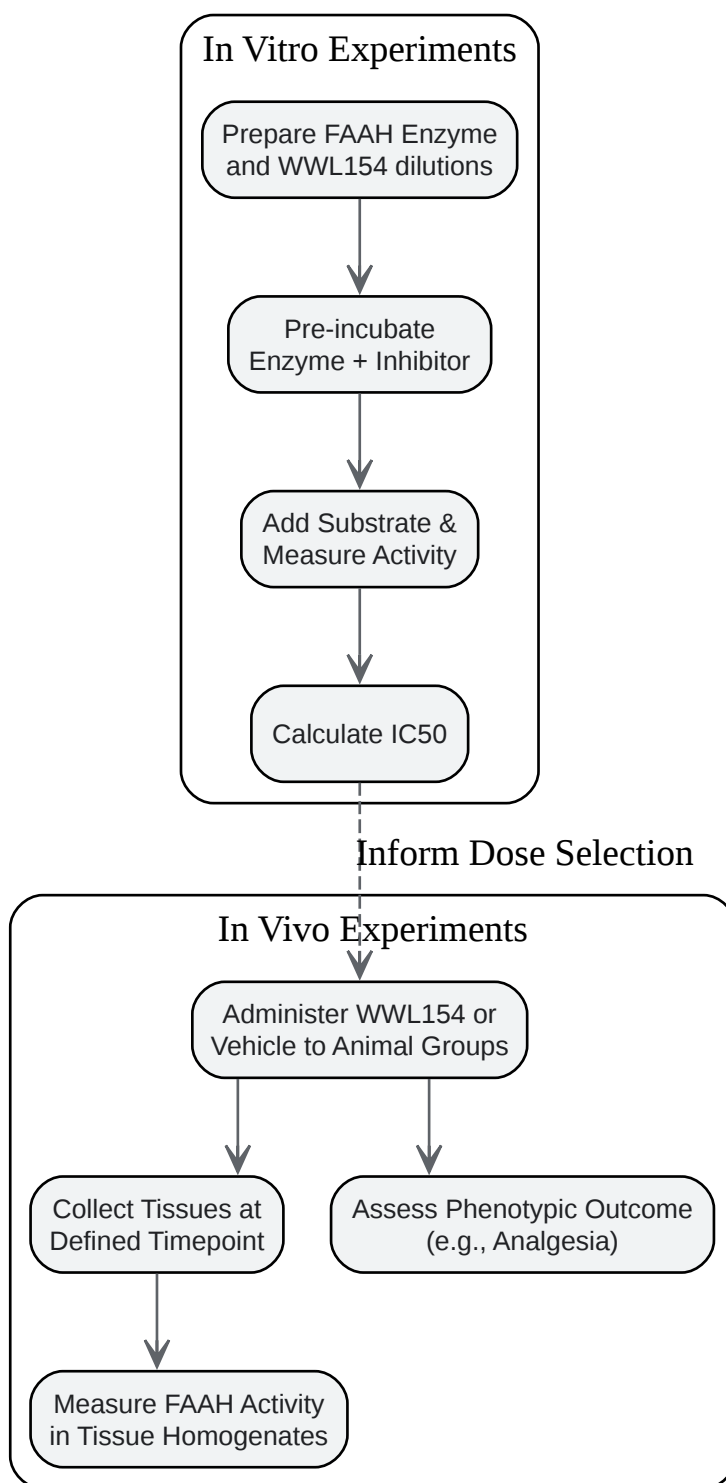 In Vitro Experiments
Prepare FAAH Enzyme
and WWL154 dilutions
Pre-incubate
Enzyme + Inhibitor
Add Substrate &
Measure Activity
Calculate IC50
Inform Dose Selection
In Vivo Experiments
Administer WWL154 or
Vehicle to Animal Groups
Collect Tissues at
Defined Timepoint
Assess Phenotypic Outcome
(e.g., Analgesia)
Measure FAAH Activity
in Tissue Homogenates